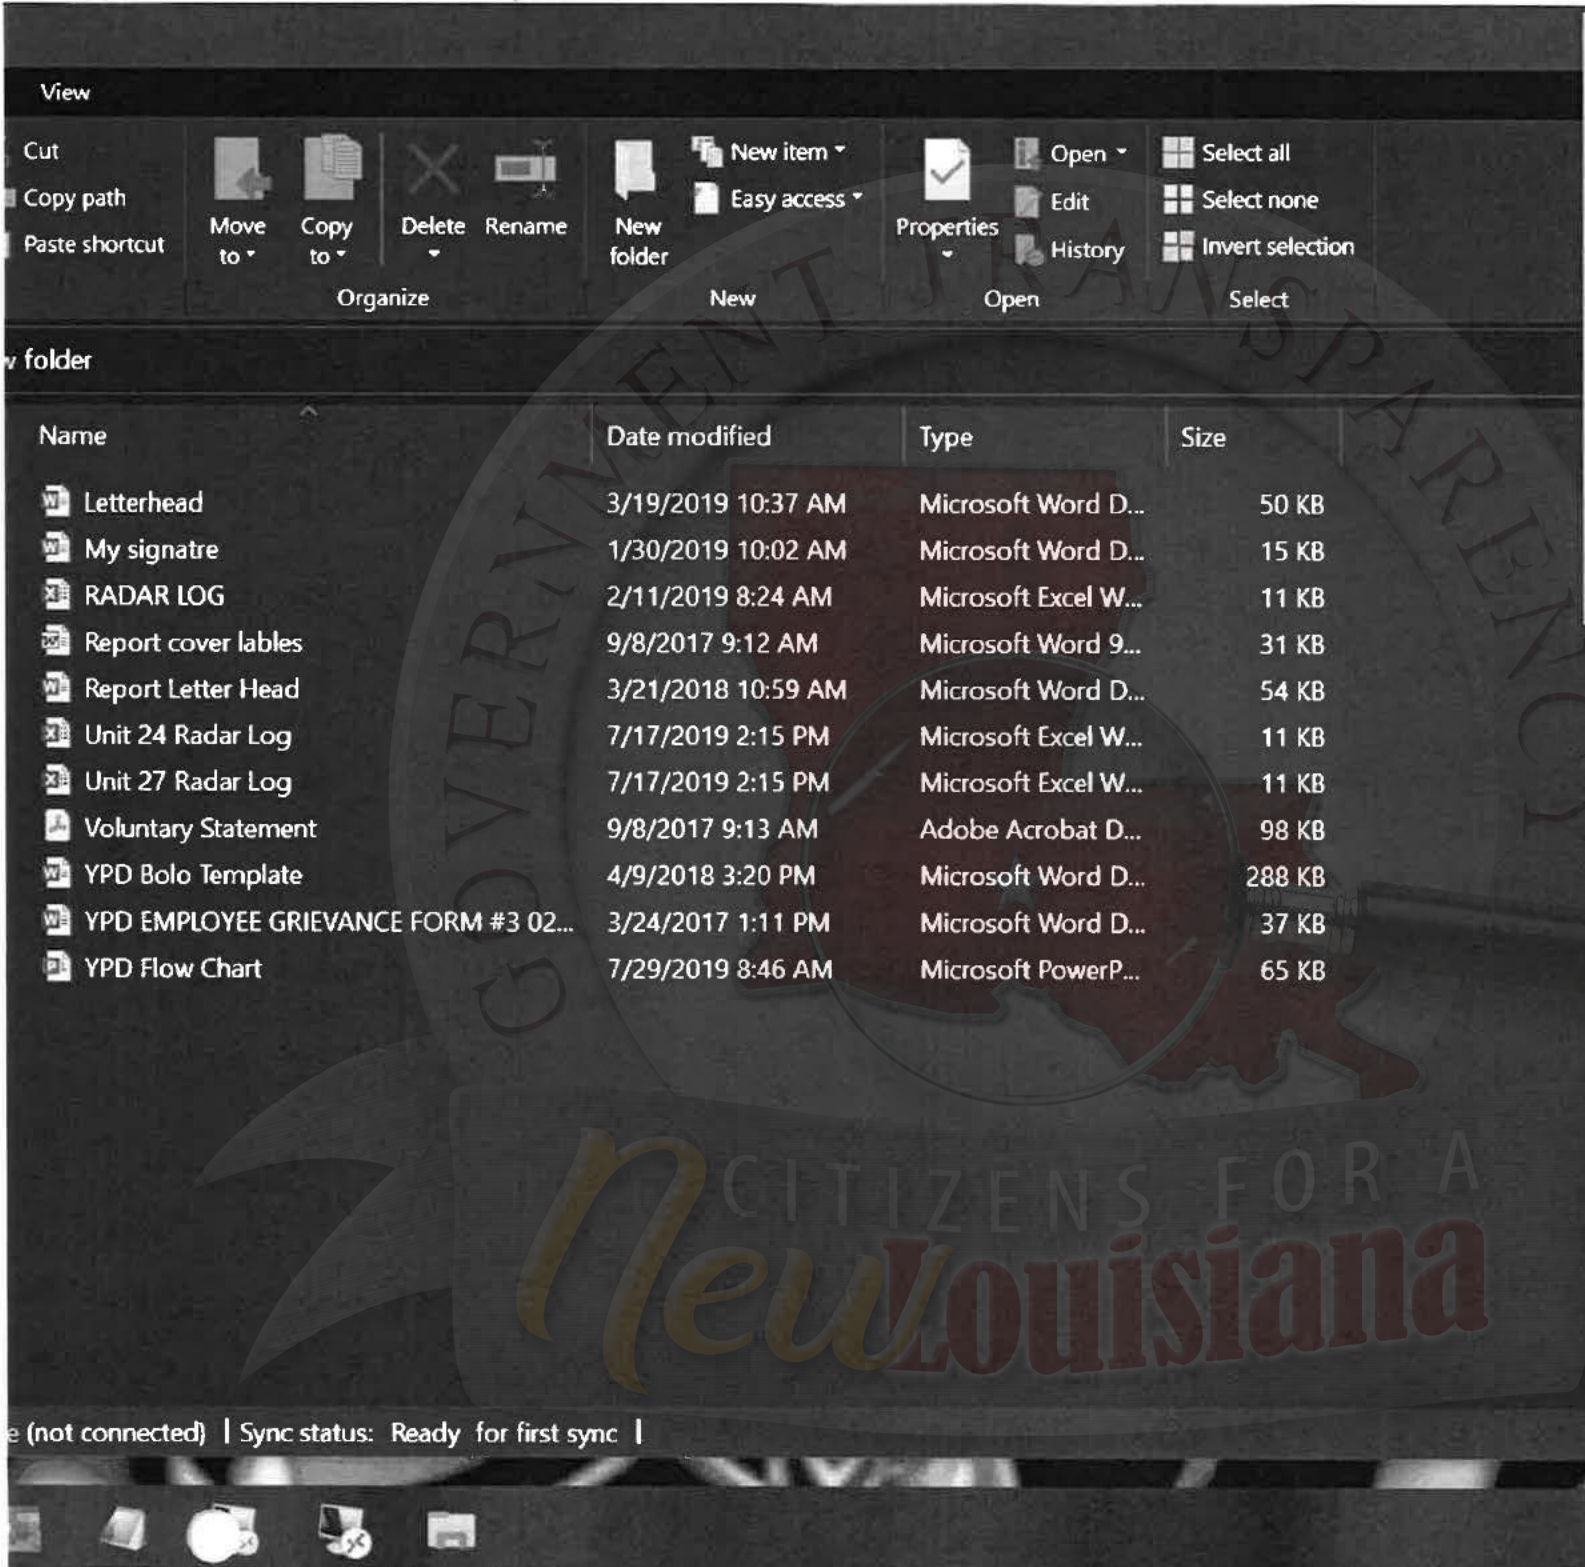 View
Cut
Copy path
Paste shortcut
Move to
Copy to
Delete
Rename
New folder
New item
Easy access
Properties
Open
Edit
History
Select all
Select none
Invert selection
Organize New Open Select
folder
Name Date modified Type Size
Letterhead 3/19/2019 10:37 AM Microsoft Word D... 50 KB
My signatre 1/30/2019 10:02 AM Microsoft Word D... 15 KB
RADAR LOG 2/11/2019 8:24 AM Microsoft Excel W... 11 KB
Report cover lables 9/8/2017 9:12 AM Microsoft Word 9... 31 KB
Report Letter Head 3/21/2018 10:59 AM Microsoft Word D... 54 KB
Unit 24 Radar Log 7/17/2019 2:15 PM Microsoft Excel W... 11 KB
Unit 27 Radar Log 7/17/2019 2:15 PM Microsoft Excel W... 11 KB
Voluntary Statement 9/8/2017 9:13 AM Adobe Acrobat D... 98 KB
YPD Bolo Template 4/9/2018 3:20 PM Microsoft Word D... 288 KB
YPD EMPLOYEE GRIEVANCE FORM #3 02... 3/24/2017 1:11 PM Microsoft Word D... 37 KB
YPD Flow Chart 7/29/2019 8:46 AM Microsoft PowerP... 65 KB
(not connected) | Sync status: Ready for first sync |
GOVERNMENT TRANSPARENCY
CITIZENS FOR A
New Louisiana